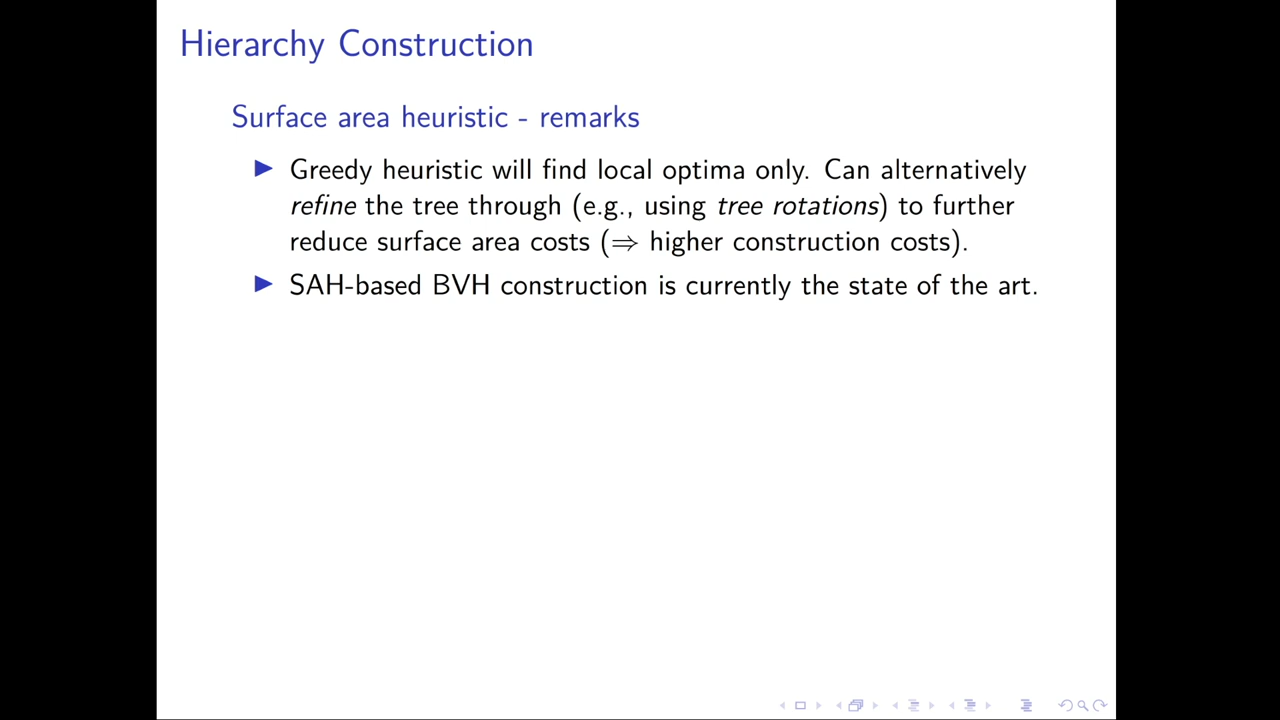 Hierarchy Construction
Surface area heuristic - remarks
▶ Greedy heuristic will find local optima only. Can alternatively
refine the tree through (e.g., using tree rotations) to further
reduce surface area costs (⇒ higher construction costs).
▶ SAH-based BVH construction is currently the state of the art.